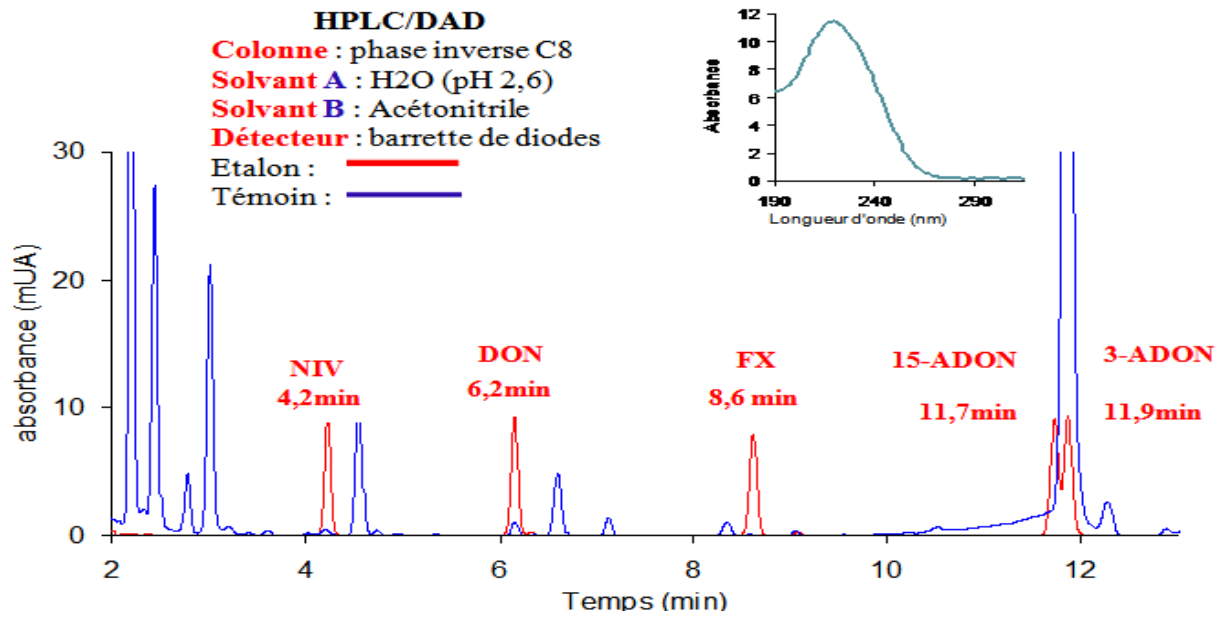 HPLC/DAD
Colonne : phase inverse C8
Solvant A : H2O (pH 2,6)
Solvant B : Acétonitrile
Détecteur : barrette de diodes
Etalon :
Témoin :
Absorbance
12
10
8
6
4
2
0
190
240
290
Longueur d'onde (nm)
absorbance (mUA)
30
20
10
0
NIV
4,2min
DON
6,2min
FX
8,6 min
15-ADON
11,7min
3-ADON
11,9min
2
4
6
8
10
12
Temps (min)